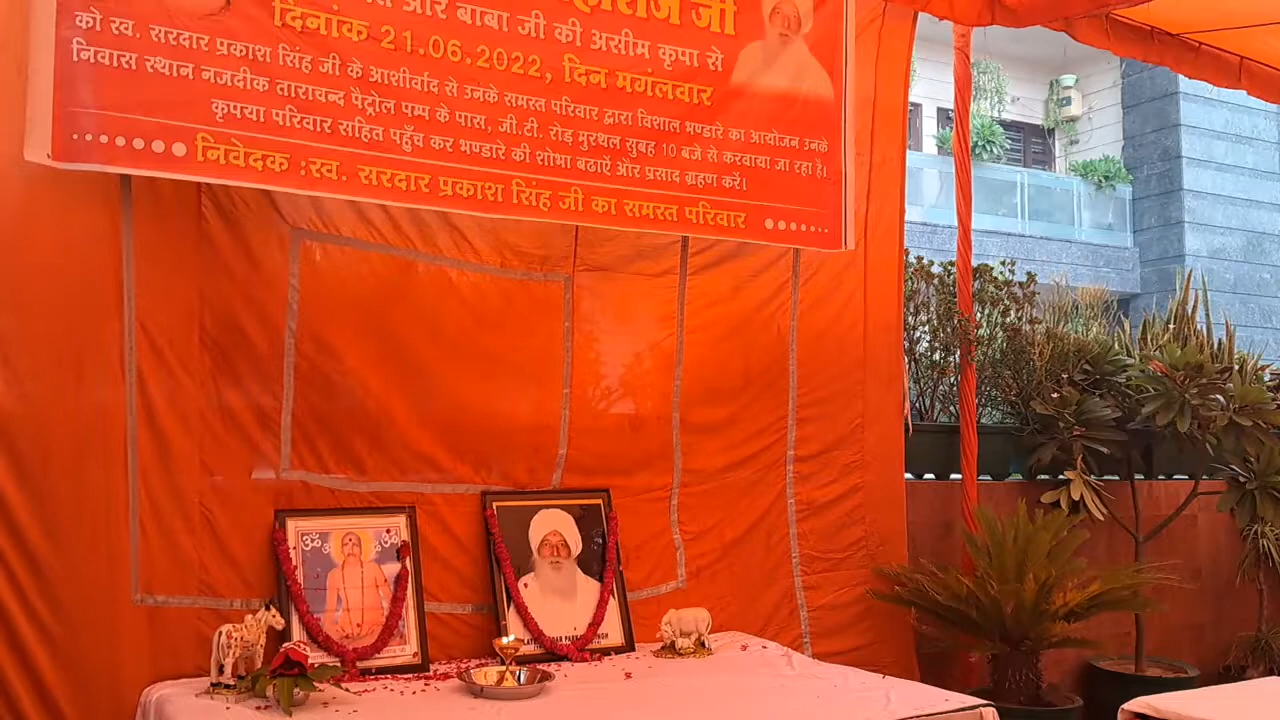 जी
और बाबा जी की असीम कृपा से
दिनांक 21.06.2022, दिन मगंलवार
को स्व. सरदार प्रकाश सिंह जी के आशीर्वाद से उनके समस्त परिवार द्वारा विशाल भण्डारे का आयोजन उनके
निवास स्थान नजदीक ताराचन्द पैट्रोल पम्प के पास, जी.टी. रोड़ मुरथल सुबह 10 बजे से करवाया जा रहा है।
कृपया परिवार सहित पहुँच कर भण्डारे की शोभा बढाऐं और प्रसाद ग्रहण करें।
निवेदक :स्व. सरदार प्रकाश सिंह जी का समस्त परिवार
ॐ ॐ